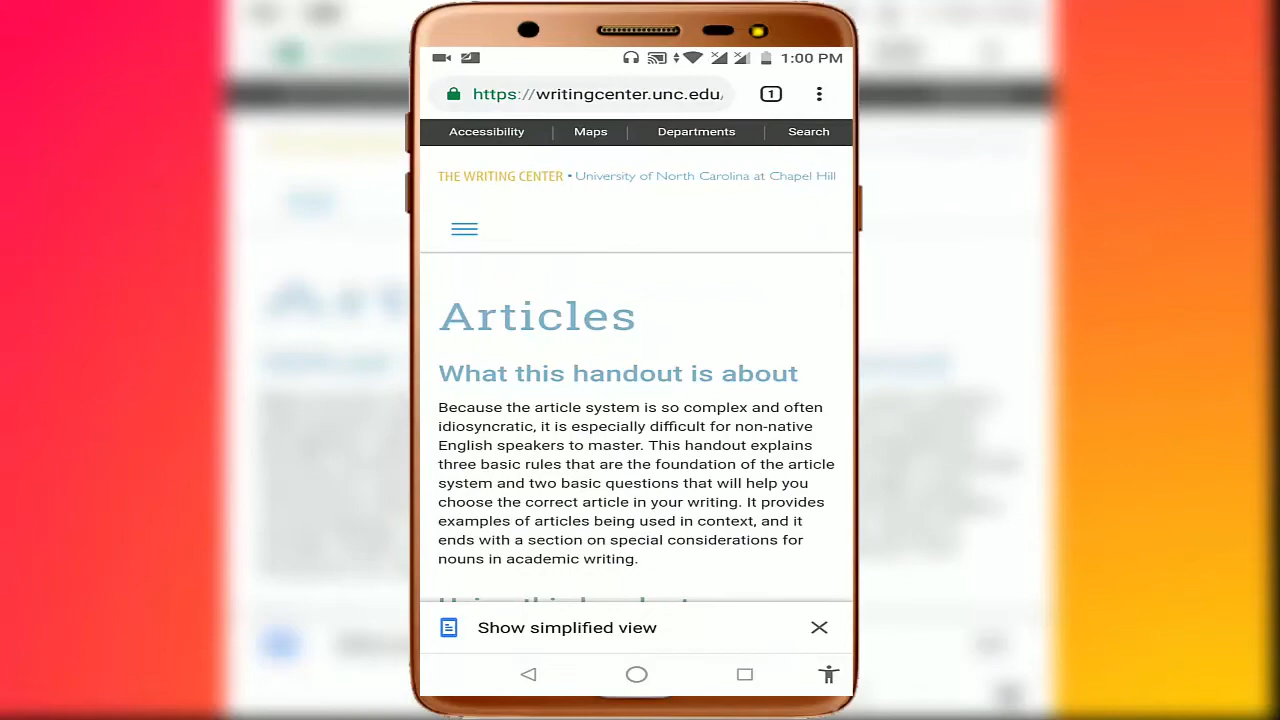 1:00 PM
https://writingcenter.unc.edu/
1
Accessibility Maps Departments Search
THE WRITING CENTER • University of North Carolina at Chapel Hill
Articles
What this handout is about
Because the article system is so complex and often
idiosyncratic, it is especially difficult for non-native
English speakers to master. This handout explains
three basic rules that are the foundation of the article
system and two basic questions that will help you
choose the correct article in your writing. It provides
examples of articles being used in context, and it
ends with a section on special considerations for
nouns in academic writing.
Show simplified view